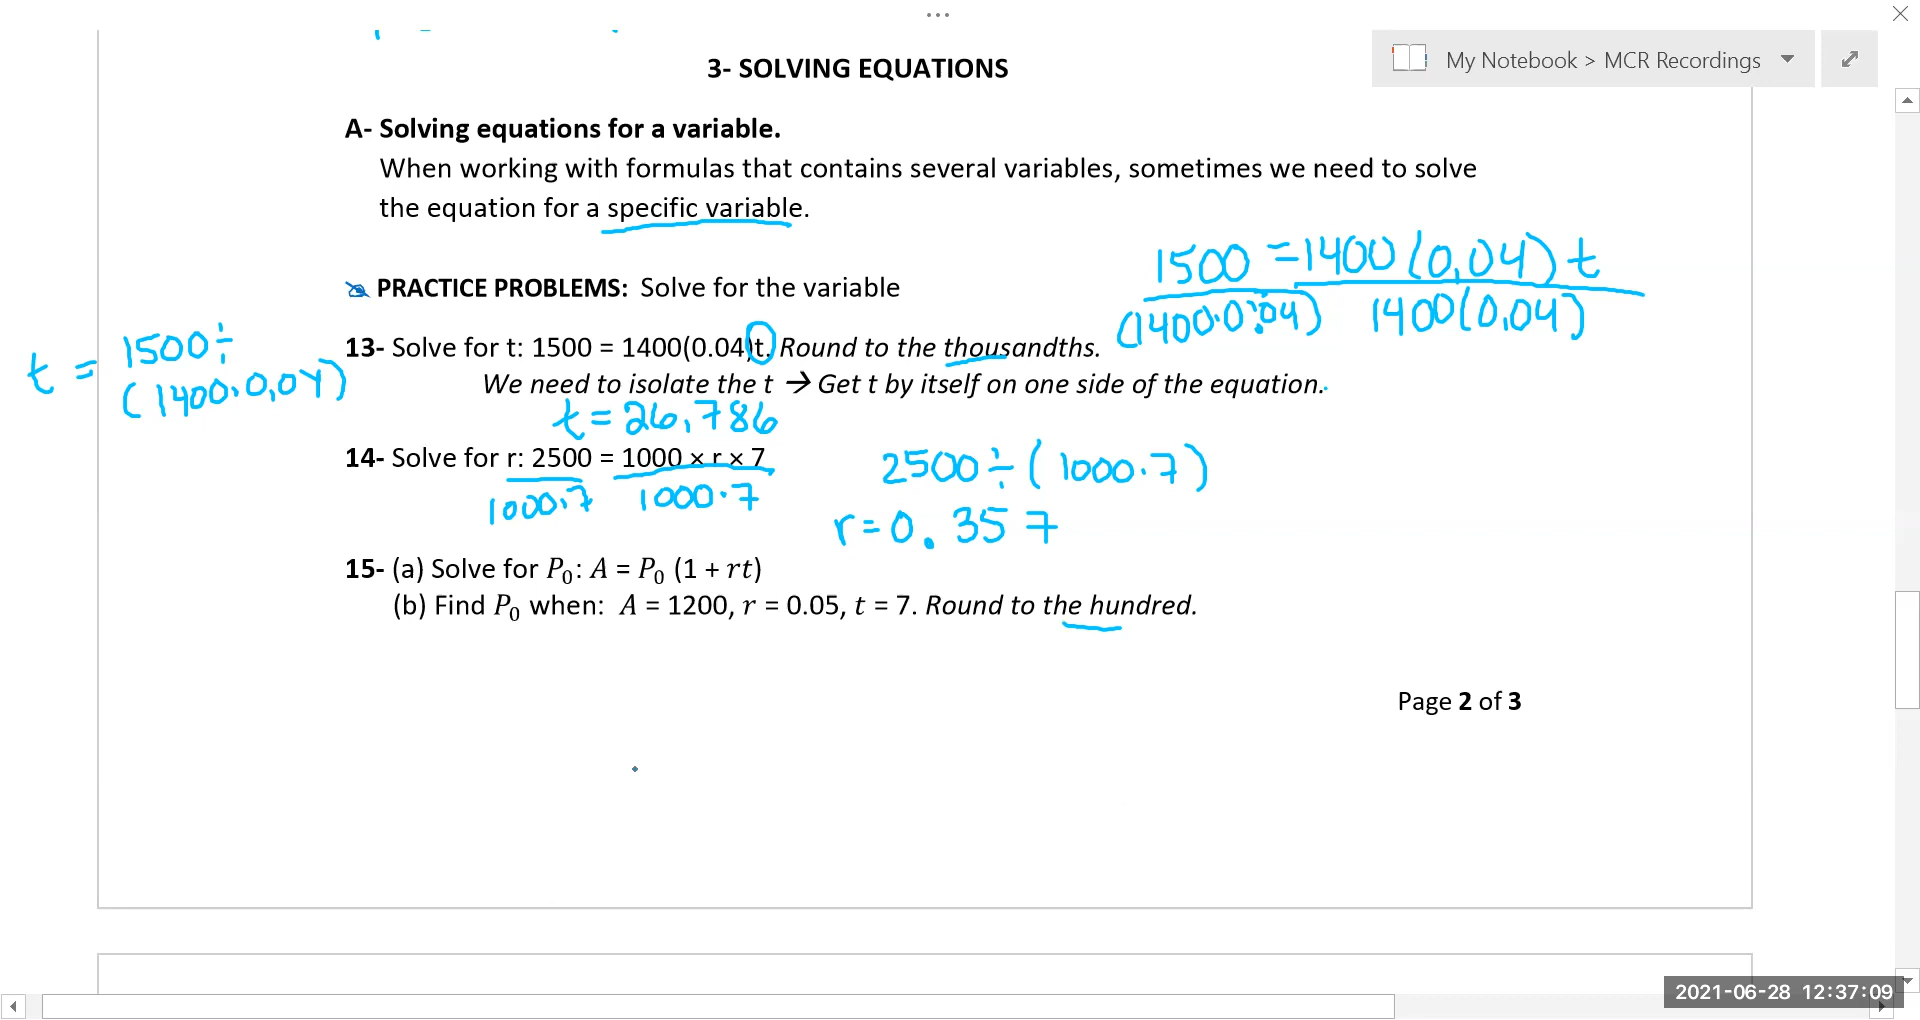 ...
3- SOLVING EQUATIONS
My Notebook > MCR Recordings
A- Solving equations for a variable.
When working with formulas that contains several variables, sometimes we need to solve
the equation for a specific variable.
1500 = 1400(0.04)t
(1400·0.04) 1400(0.04)
PRACTICE PROBLEMS: Solve for the variable
t = 1500÷
(1400·0.04)
13- Solve for t: 1500 = 1400(0.04)t. Round to the thousandths.
We need to isolate the t → Get t by itself on one side of the equation.
t = 26,786
14- Solve for r: 2500 = 1000 × r × 7
1000·7 1000·7
2500÷(1000·7)
r = 0.357
15- (a) Solve for P₀: A = P₀ (1 + rt)
(b) Find P₀ when: A = 1200, r = 0.05, t = 7. Round to the hundred.
Page 2 of 3
2021-06-28 12:37:09